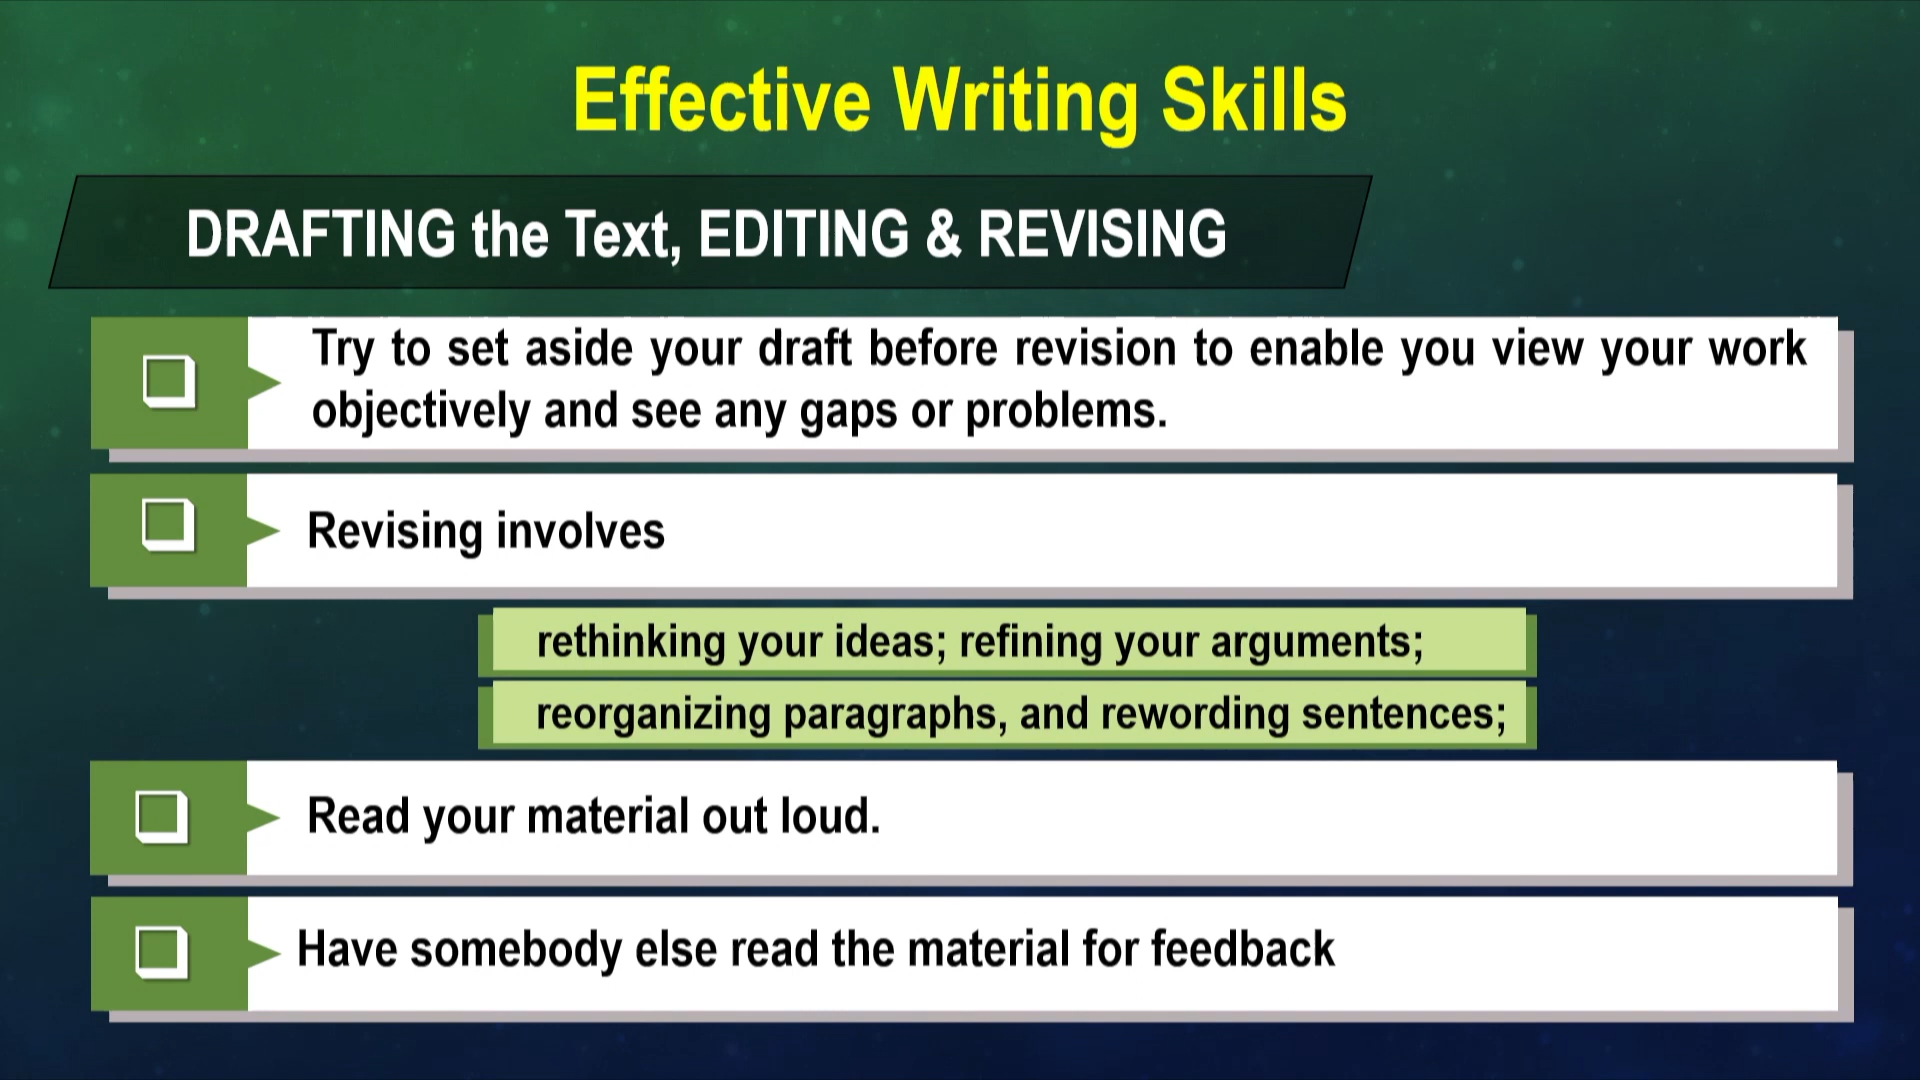 Effective Writing Skills
DRAFTING the Text, EDITING & REVISING
Try to set aside your draft before revision to enable you view your work
objectively and see any gaps or problems.
Revising involves
rethinking your ideas; refining your arguments;
reorganizing paragraphs, and rewording sentences;
Read your material out loud.
Have somebody else read the material for feedback